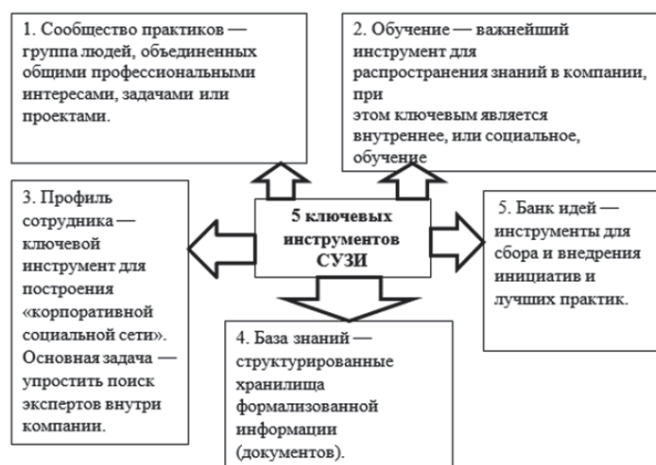 1. Сообщество практиков —
группа людей, объединенных
общими профессиональными
интересами, задачами или
проектами.
2. Обучение — важнейший
инструмент для
распространения знаний в компании,
при
этом ключевым является
внутреннее, или социальное,
обучение
3. Профиль
сотрудника —
ключевой
инструмент для
построения
«корпоративной
социальной сети».
Основная задача —
упростить поиск
экспертов внутри
компании.
5 ключевых
инструментов
СУЗИ
5. Банк идей —
инструменты для
сбора и внедрения
инициатив и
лучших практик.
4. База знаний —
структурированные
хранилища
формализованной
информации
(документов).